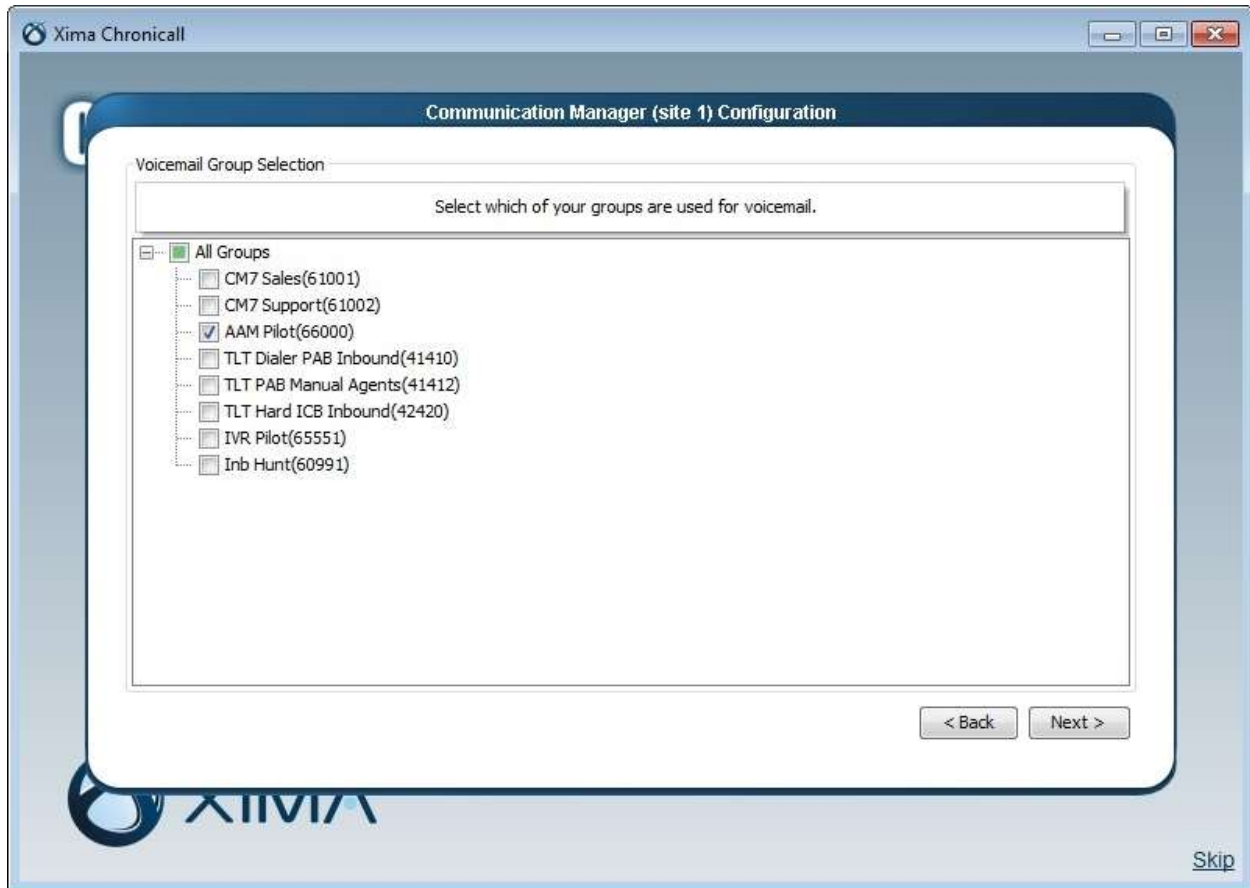 Xima Chronicall
Communication Manager (site 1) Configuration
Voicemail Group Selection
Select which of your groups are used for voicemail.
All Groups
CM7 Sales(61001)
CM7 Support(61002)
AAM Pilot(66000)
TLT Dialer PAB Inbound(41410)
TLT PAB Manual Agents(41412)
TLT Hard ICB Inbound(42420)
IVR Pilot(65551)
Inb Hunt(60991)
< Back Next >
XIMA
Skip